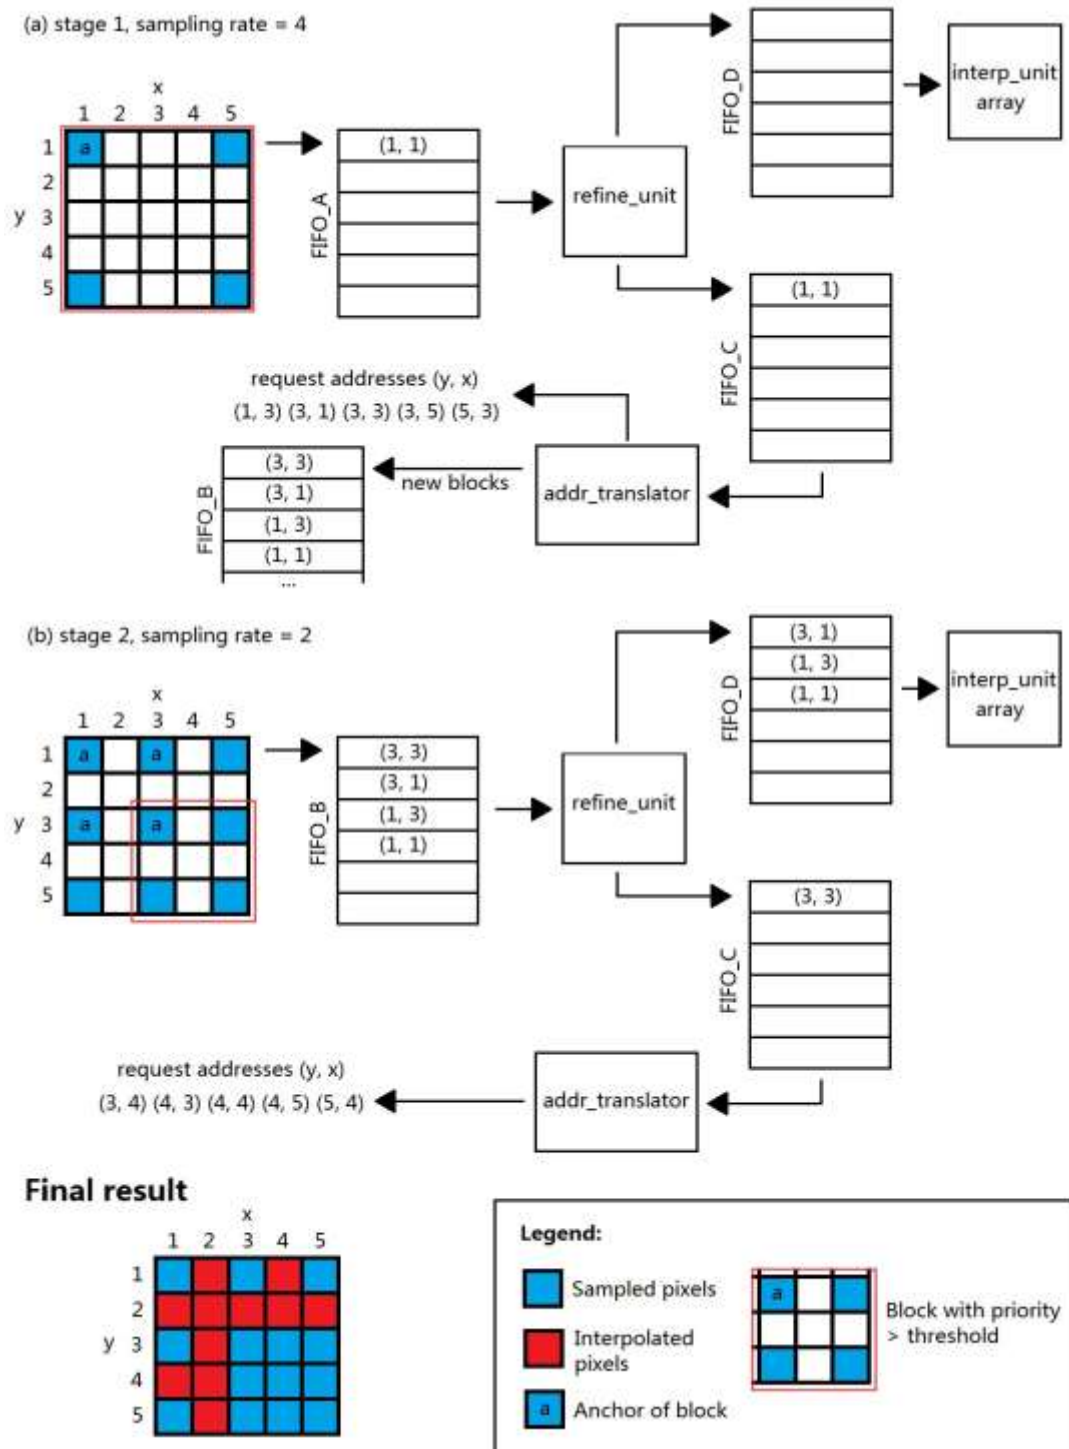 (a) stage 1, sampling rate = 4
x
1 2 3 4 5
1 a
2
y 3
4
5
FIFO_A
(1, 1)
refine_unit
FIFO_D
interp_unit
array
FIFO_C
(1, 1)
request addresses (y, x)
(1, 3) (3, 1) (3, 3) (3, 5) (5, 3)
FIFO_B
(3, 3)
(3, 1)
(1, 3)
(1, 1)
...
new blocks
addr_translator
(b) stage 2, sampling rate = 2
x
1 2 3 4 5
1 a a
2
y 3 a a
4
5
FIFO_B
(3, 3)
(3, 1)
(1, 3)
(1, 1)
refine_unit
FIFO_D
(3, 1)
(1, 3)
(1, 1)
interp_unit
array
FIFO_C
(3, 3)
request addresses (y, x)
(3, 4) (4, 3) (4, 4) (4, 5) (5, 4)
addr_translator
Final result
x
1 2 3 4 5
1
2
y 3
4
5
Legend:
Sampled pixels
Interpolated
pixels
a Anchor of block
a
Block with priority
> threshold